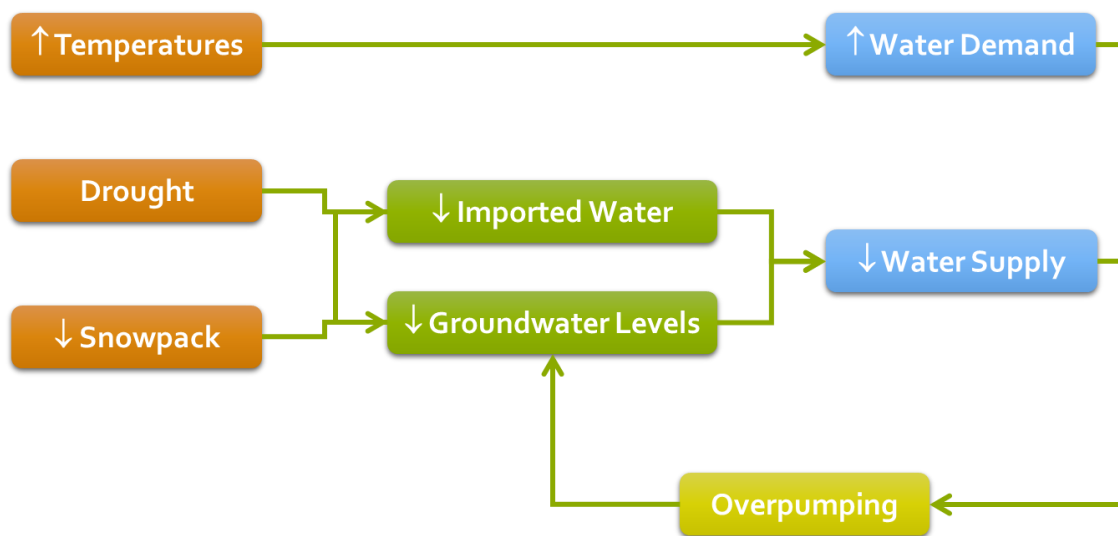 ↑ Temperatures
↑ Water Demand
Drought
↓ Imported Water
↓ Water Supply
↓ Snowpack
↓ Groundwater Levels
Overpumping